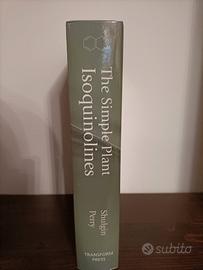 The Simple Plant
Isoquinolines
Shulgin
Perry
TRANSFORM
PRESS
subito